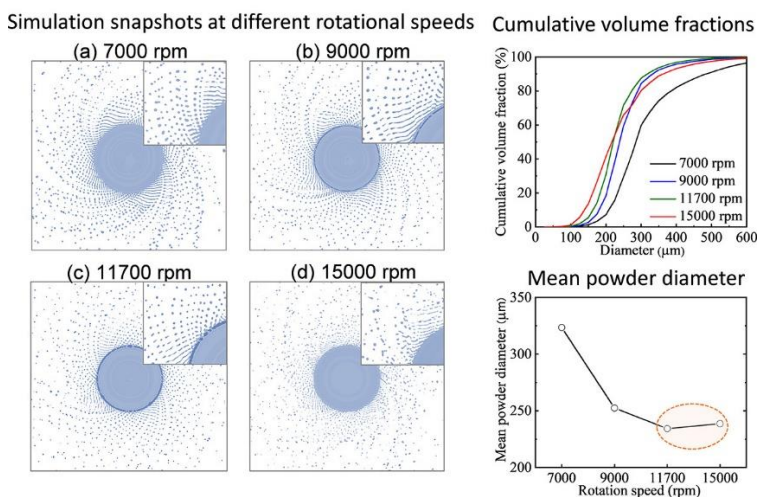 Simulation snapshots at different rotational speeds
(a) 7000 rpm
(b) 9000 rpm
(c) 11700 rpm
(d) 15000 rpm
Cumulative volume fractions
Cumulative volume fraction (%)
100
80
60
40
20
0
7000 rpm
9000 rpm
11700 rpm
15000 rpm
0 100 200 300 400 500 600
Diameter (μm)
Mean powder diameter
Mean powder diameter (μm)
350
300
250
200
7000 9000 11700 15000
Rotation speed (rpm)